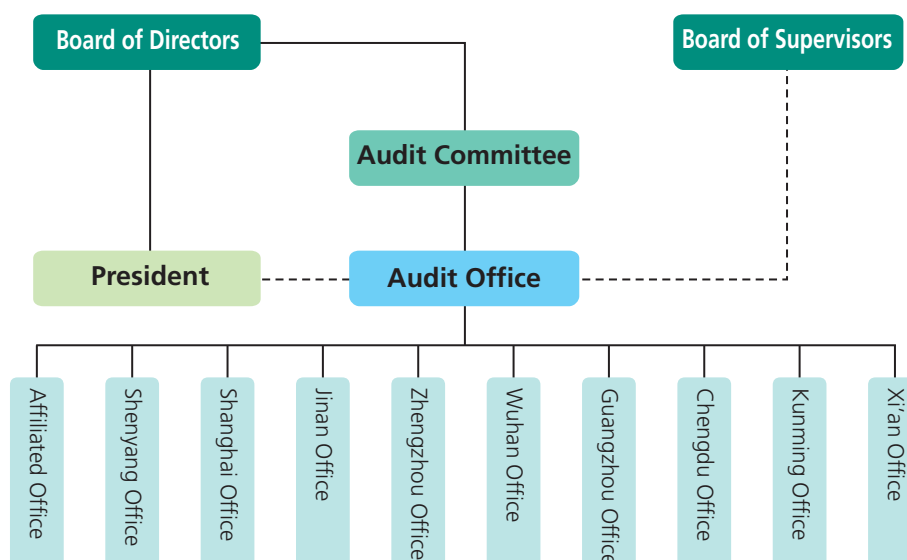 Board of Directors
Board of Supervisors
Audit Committee
President
Audit Office
Affiliated Office
Shenyang Office
Shanghai Office
Jinan Office
Zhengzhou Office
Wuhan Office
Guangzhou Office
Chengdu Office
Kunming Office
Xi’an Office